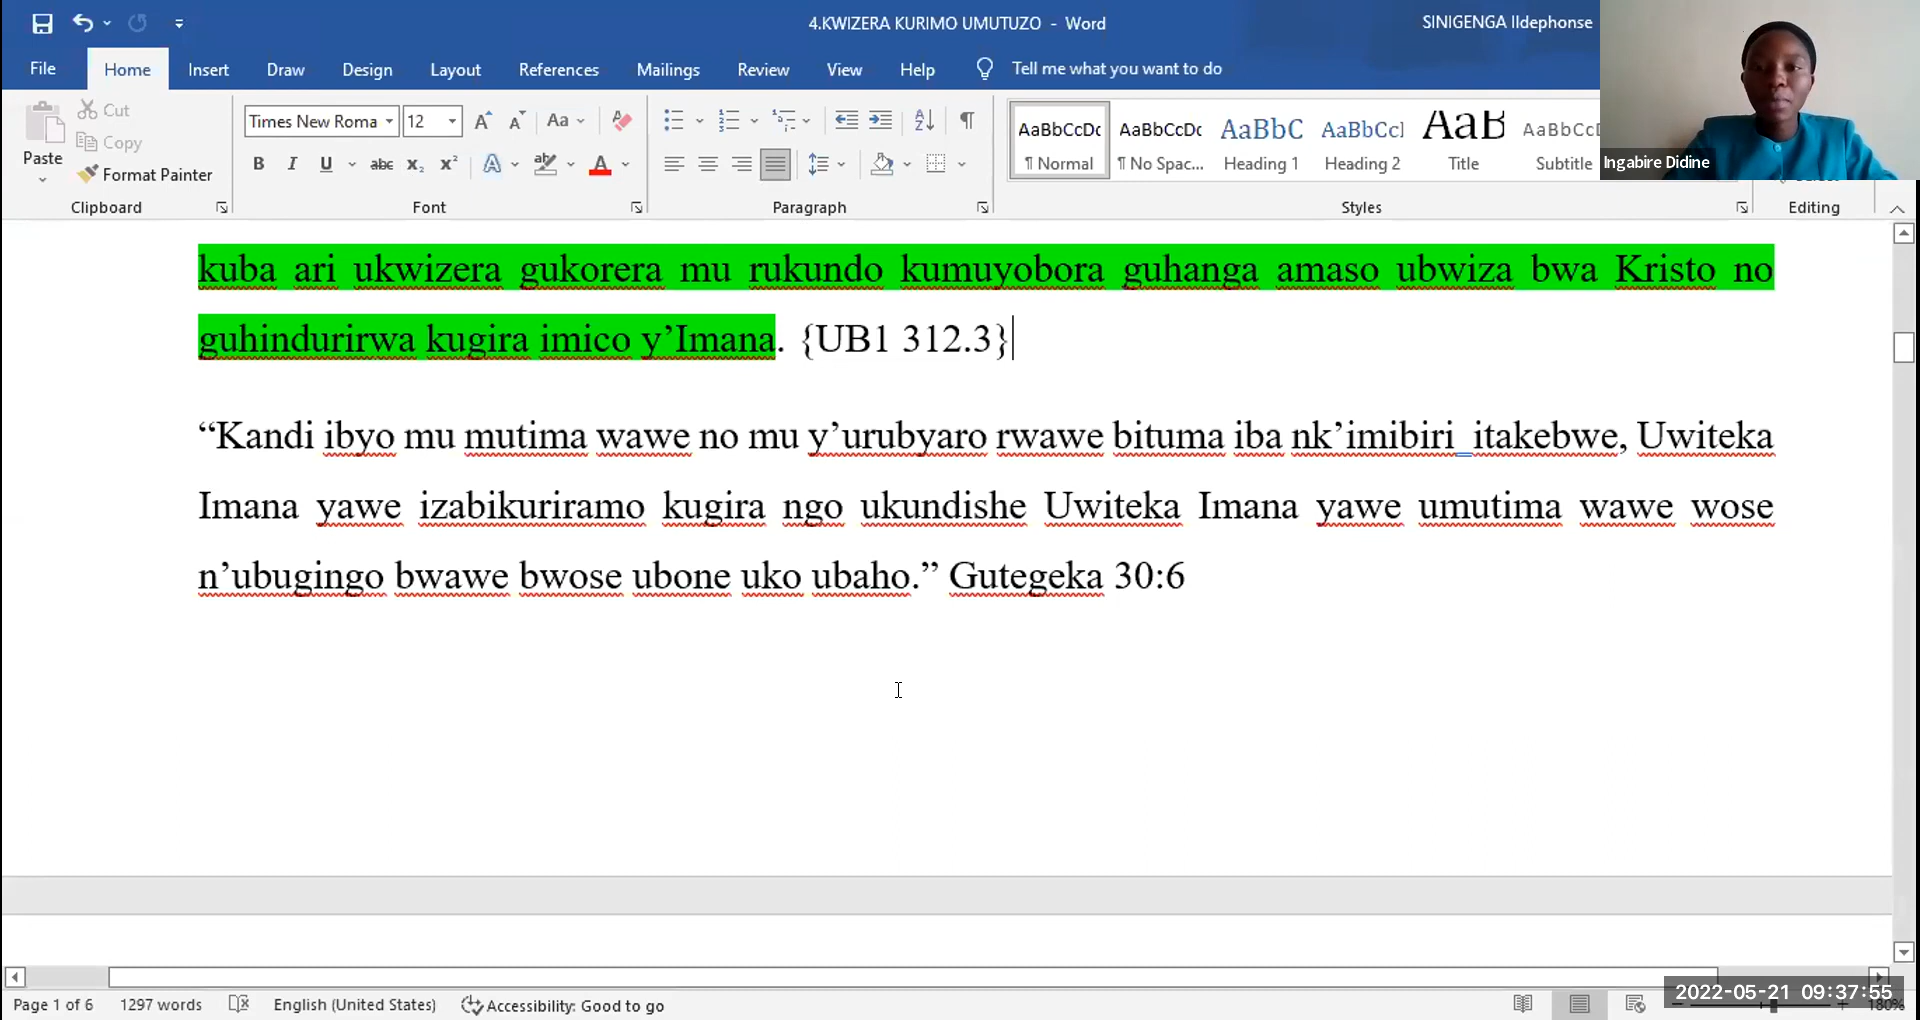 4.KWIZERA KURIMO UMUTUZO - Word
SINIGENGA Ildephonse
File Home Insert Draw Design Layout References Mailings Review View Help Tell me what you want to do
Ingabire Didine
Paste
Cut
Copy
Format Painter
Clipboard
Times New Roma
12
Font
Paragraph
AaBbCcDc AaBbCcDc AaBbC AaBbCcl AaB AaBbCcD
¶ Normal ¶ No Spac... Heading 1 Heading 2 Title Subtitle
Styles
Editing
kuba ari ukwizera gukorera mu rukundo kumuyobora guhanga amaso ubwiza bwa Kristo no
guhindurirwa kugira imico y’Imana. {UB1 312.3}
“Kandi ibyo mu mutima wawe no mu y’urubyaro rwawe bituma iba nk’imibiri itakebwe, Uwiteka
Imana yawe izabikuriramo kugira ngo ukundishe Uwiteka Imana yawe umutima wawe wose
n’ubugingo bwawe bwose ubone uko ubaho.” Gutegeka 30:6
Page 1 of 6 1297 words English (United States) Accessibility: Good to go
2022-05-21 09:37:55
180%